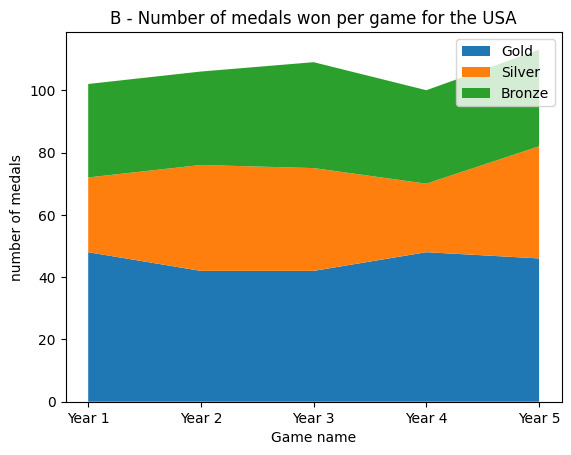 B - Number of medals won per game for the USA
Gold
Silver
Bronze
number of medals
100
80
60
40
20
0
Year 1 Year 2 Year 3 Year 4 Year 5
Game name